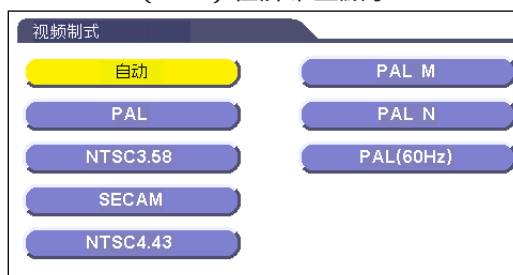 视频制式
自动
PAL
NTSC3.58
SECAM
NTSC4.43
PAL M
PAL N
PAL(60Hz)